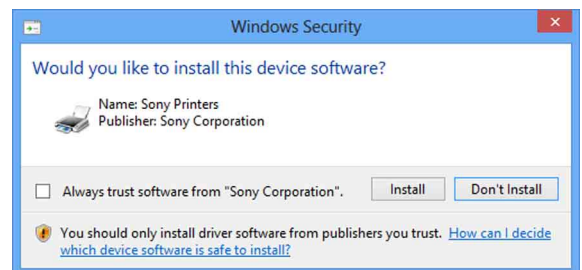 Windows Security
Would you like to install this device software?
Name: Sony Printers
Publisher: Sony Corporation
Always trust software from "Sony Corporation".
Install
Don't Install
You should only install driver software from publishers you trust. How can I decide
which device software is safe to install?